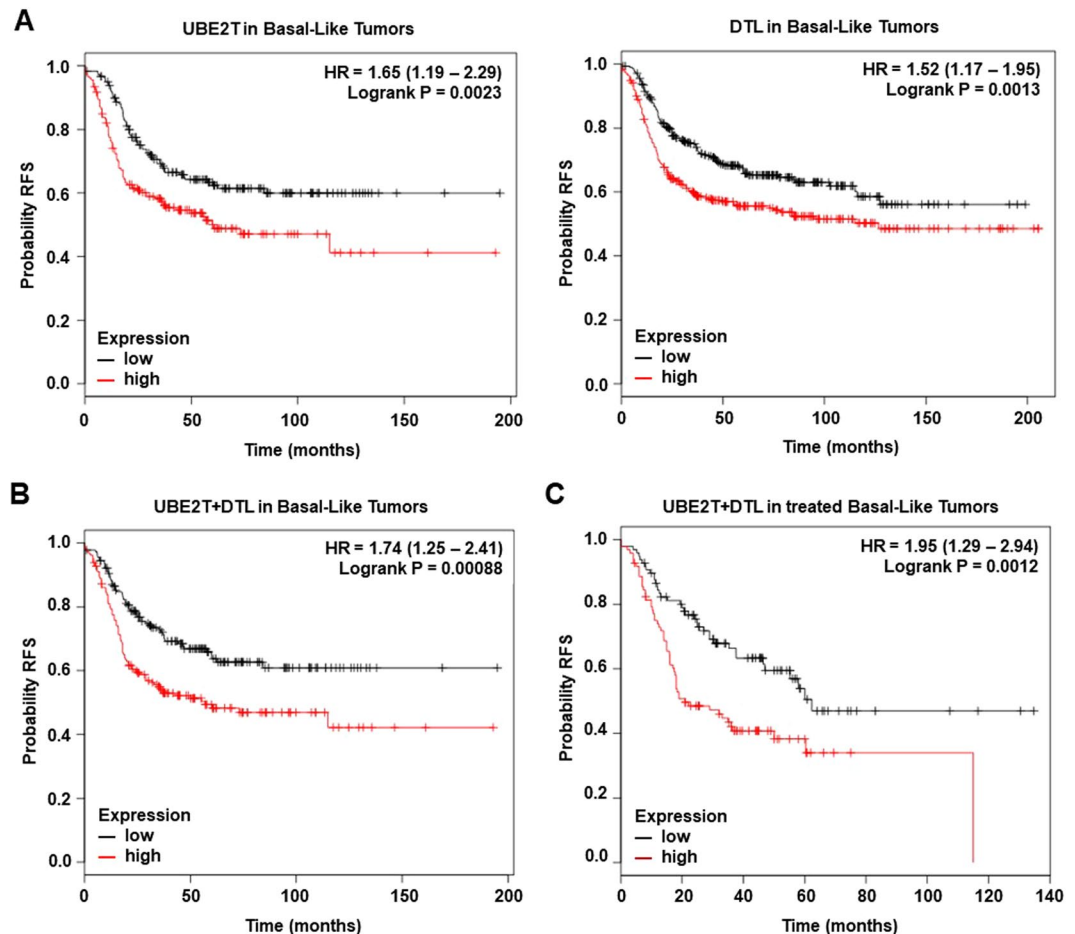 A
UBE2T in Basal-Like Tumors
HR = 1.65 (1.19 – 2.29)
Logrank P = 0.0023
Probability RFS
1.0
0.8
0.6
0.4
0.2
0.0
Expression
low
high
0 50 100 150 200
Time (months)
DTL in Basal-Like Tumors
HR = 1.52 (1.17 – 1.95)
Logrank P = 0.0013
Probability RFS
1.0
0.8
0.6
0.4
0.2
0.0
Expression
low
high
0 50 100 150 200
Time (months)
B
UBE2T+DTL in Basal-Like Tumors
HR = 1.74 (1.25 – 2.41)
Logrank P = 0.00088
Probability RFS
1.0
0.8
0.6
0.4
0.2
0.0
Expression
low
high
0 50 100 150 200
Time (months)
C
UBE2T+DTL in treated Basal-Like Tumors
HR = 1.95 (1.29 – 2.94)
Logrank P = 0.0012
Probability RFS
1.0
0.8
0.6
0.4
0.2
0.0
Expression
low
high
0 20 40 60 80 100 120 140
Time (months)